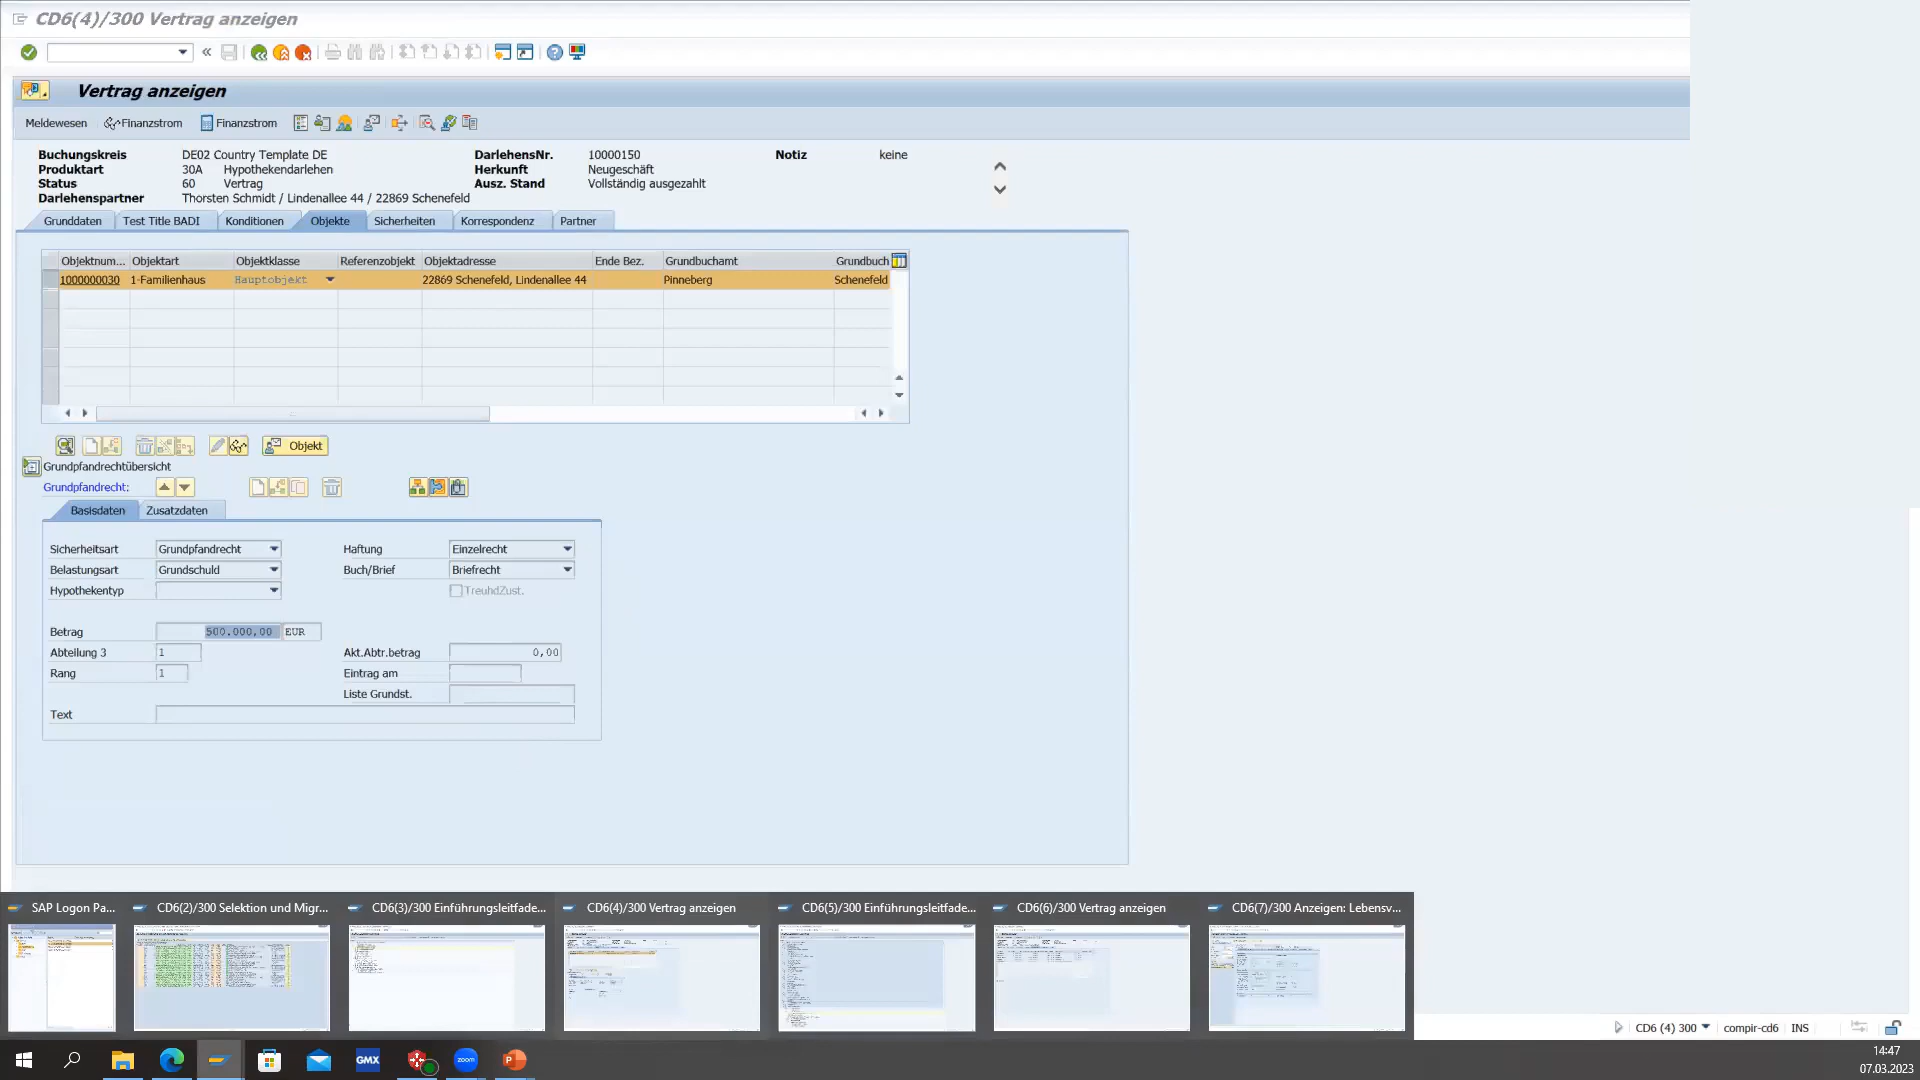 CD6(4)/300 Vertrag anzeigen
Vertrag anzeigen
Meldewesen Finanzstrom Finanzstrom
Buchungskreis DE02 Country Template DE DarlehensNr. 10000150 Notiz keine
Produktart 30A Hypothekendarlehen Herkunft Neugeschäft
Status 60 Vertrag Ausz. Stand Vollständig ausgezahlt
Darlehenspartner Thorsten Schmidt / Lindenallee 44 / 22869 Schenefeld
Grunddaten Test Title BADI Konditionen Objekte Sicherheiten Korrespondenz Partner
Objektnum... Objektart Objektklasse Referenzobjekt Objektadresse Ende Bez. Grundbuchamt Grundbuch
1000000030 1-Familienhaus Hauptobjekt 22869 Schenefeld, Lindenallee 44 Pinneberg Schenefeld
Objekt
Grundpfandrechtübersicht
Grundpfandrecht:
Basisdaten Zusatzdaten
Sicherheitsart Grundpfandrecht Haftung Einzelrecht
Belastungsart Grundschuld Buch/Brief Briefrecht
Hypothekentyp TreuhdZust.
Betrag 500.000,00 EUR
Abteilung 3 1 Akt.Abtr.betrag 0,00
Rang 1 Eintrag am
Liste Grundst.
Text
SAP Logon Pa... CD6(2)/300 Selektion und Migr... CD6(3)/300 Einführungsleitfade... CD6(4)/300 Vertrag anzeigen CD6(5)/300 Einführungsleitfade... CD6(6)/300 Vertrag anzeigen CD6(7)/300 Anzeigen: Lebensv...
CD6 (4) 300 compir-cd6 INS
GMX zoom P
14:47
07.03.2023